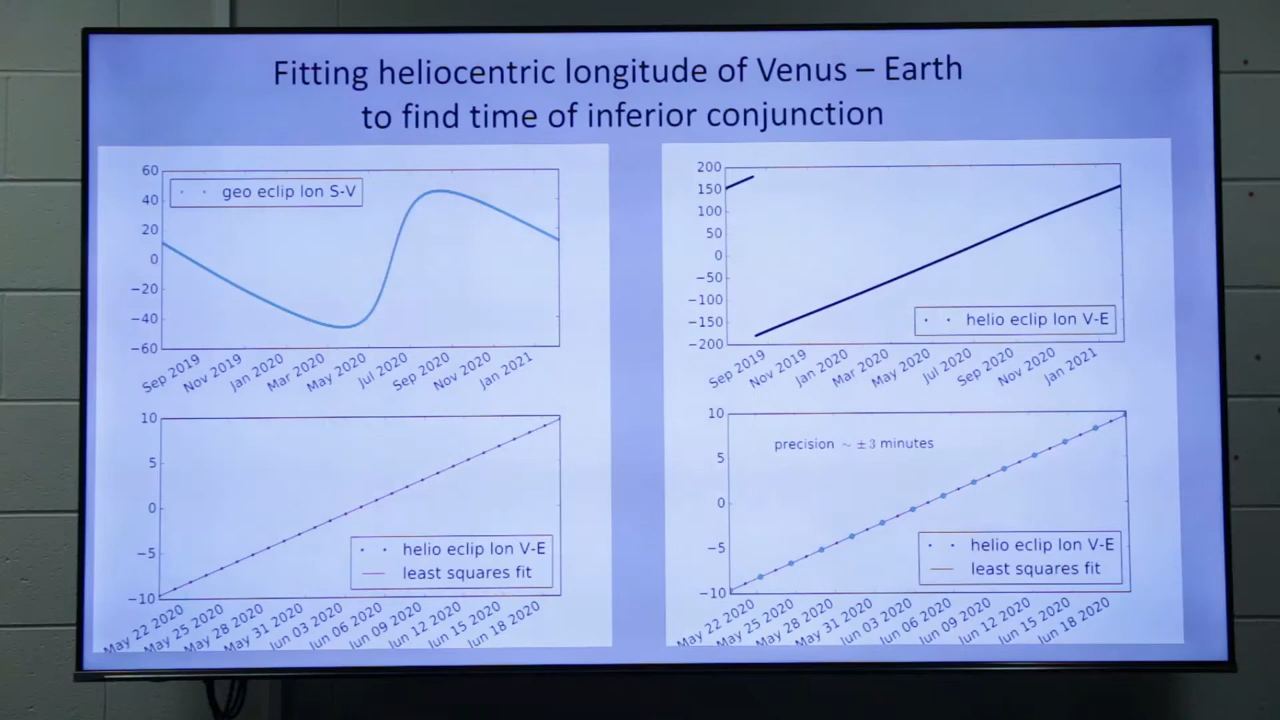 Fitting heliocentric longitude of Venus – Earth
to find time of inferior conjunction
60
40
20
0
−20
−40
−60
geo eclip lon S-V
Sep 2019
Nov 2019
Jan 2020
Mar 2020
May 2020
Jul 2020
Sep 2020
Nov 2020
Jan 2021
200
150
100
50
0
−50
−100
−150
−200
helio eclip lon V-E
Sep 2019
Nov 2019
Jan 2020
Mar 2020
May 2020
Jul 2020
Sep 2020
Nov 2020
Jan 2021
10
5
0
−5
−10
helio eclip lon V-E
least squares fit
May 22 2020
May 25 2020
May 28 2020
May 31 2020
Jun 03 2020
Jun 06 2020
Jun 09 2020
Jun 12 2020
Jun 15 2020
Jun 18 2020
10
5
0
−5
−10
precision ~ ±3 minutes
helio eclip lon V-E
least squares fit
May 22 2020
May 25 2020
May 28 2020
May 31 2020
Jun 03 2020
Jun 06 2020
Jun 09 2020
Jun 12 2020
Jun 15 2020
Jun 18 2020